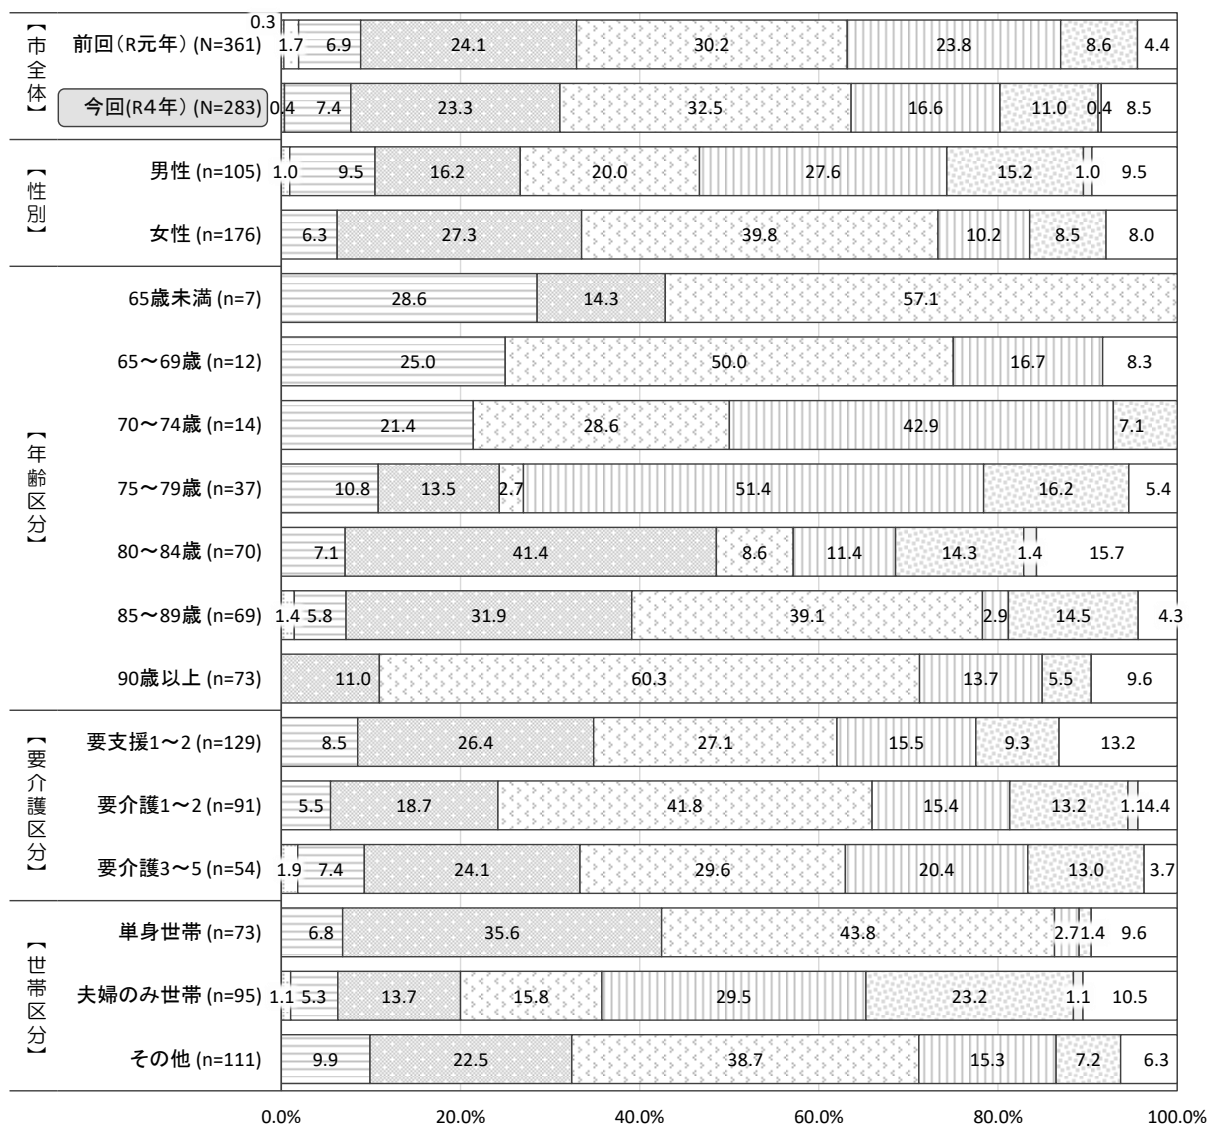 【市全体】
0.3
前回(R元年) (N=361) 1.7 6.9 24.1 30.2 23.8 8.6 4.4
今回(R4年) (N=283) 0.4 7.4 23.3 32.5 16.6 11.0 0.4 8.5
【性別】
男性 (n=105) 1.0 9.5 16.2 20.0 27.6 15.2 1.0 9.5
女性 (n=176) 6.3 27.3 39.8 10.2 8.5 8.0
【年齢区分】
65歳未満 (n=7) 28.6 14.3 57.1
65～69歳 (n=12) 25.0 50.0 16.7 8.3
70～74歳 (n=14) 21.4 28.6 42.9 7.1
75～79歳 (n=37) 10.8 13.5 2.7 51.4 16.2 5.4
80～84歳 (n=70) 7.1 41.4 8.6 11.4 14.3 1.4 15.7
85～89歳 (n=69) 1.4 5.8 31.9 39.1 2.9 14.5 4.3
90歳以上 (n=73) 11.0 60.3 13.7 5.5 9.6
【要介護区分】
要支援1～2 (n=129) 8.5 26.4 27.1 15.5 9.3 13.2
要介護1～2 (n=91) 5.5 18.7 41.8 15.4 13.2 1.1 4.4
要介護3～5 (n=54) 1.9 7.4 24.1 29.6 20.4 13.0 3.7
【世帯区分】
単身世帯 (n=73) 6.8 35.6 43.8 2.7 1.4 9.6
夫婦のみ世帯 (n=95) 1.1 5.3 13.7 15.8 29.5 23.2 1.1 10.5
その他 (n=111) 9.9 22.5 38.7 15.3 7.2 6.3
0.0% 20.0% 40.0% 60.0% 80.0% 100.0%